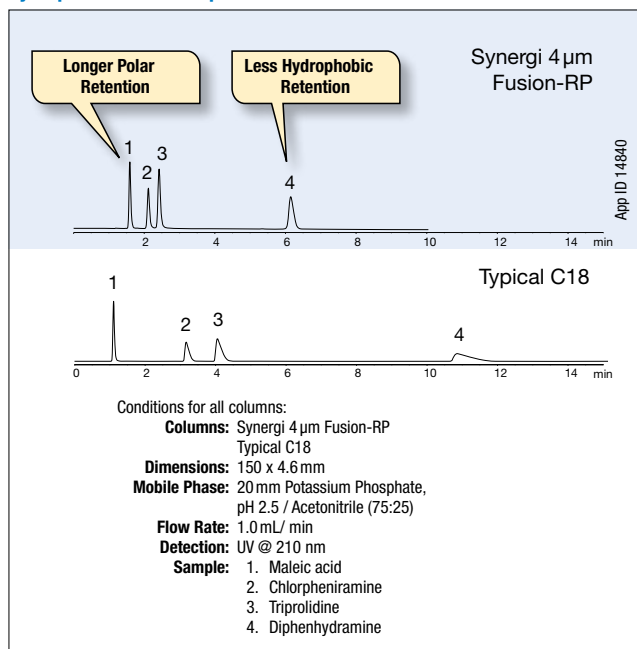 Longer Polar
Retention
Less Hydrophobic
Retention
Synergi 4 µm
Fusion-RP
App ID 14840
1
2
3
4
2 4 6 8 10 12 14 min
Typical C18
1
2
3
4
0 2 4 6 8 10 12 14 min
Conditions for all columns:
Columns: Synergi 4 µm Fusion-RP
Typical C18
Dimensions: 150 x 4.6 mm
Mobile Phase: 20 mm Potassium Phosphate,
pH 2.5 / Acetonitrile (75:25)
Flow Rate: 1.0 mL/ min
Detection: UV @ 210 nm
Sample: 1. Maleic acid
2. Chlorpheniramine
3. Triprolidine
4. Diphenhydramine